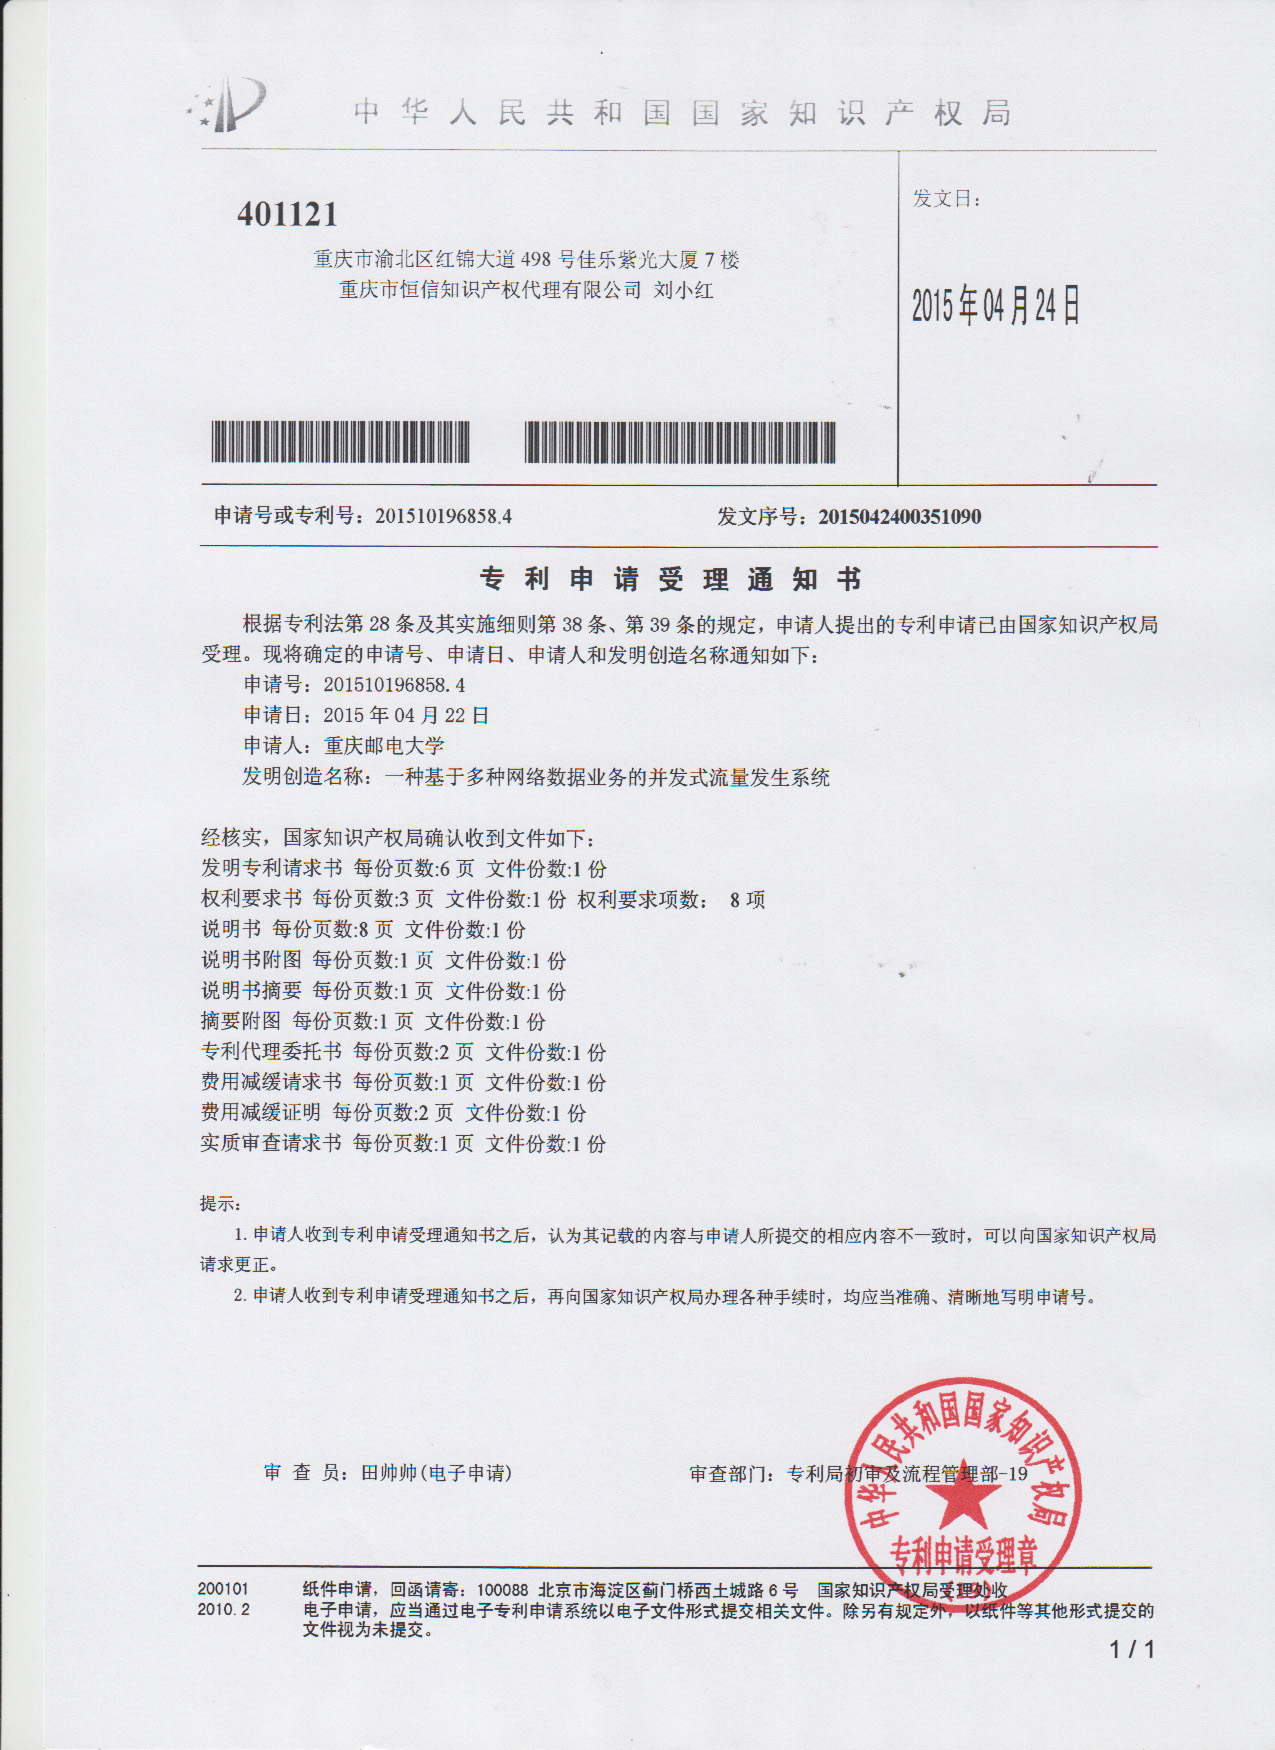 中华人民共和国国家知识产权局
401121
重庆市渝北区红锦大道 498 号佳乐紫光大厦 7 楼
重庆市恒信知识产权代理有限公司 刘小红
发文日：
2015 年 04 月 24 日
申请号或专利号：201510196858.4
发文序号：2015042400351090
专利申请受理通知书
根据专利法第 28 条及其实施细则第 38 条、第 39 条的规定，申请人提出的专利申请已由国家知识产权局
受理。现将确定的申请号、申请日、申请人和发明创造名称通知如下：
申请号：201510196858.4
申请日：2015 年 04 月 22 日
申请人：重庆邮电大学
发明创造名称：一种基于多种网络数据业务的并发式流量发生系统
经核实，国家知识产权局确认收到文件如下：
发明专利请求书 每份页数:6 页 文件份数:1 份
权利要求书 每份页数:3 页 文件份数:1 份 权利要求项数： 8 项
说明书 每份页数:8 页 文件份数:1 份
说明书附图 每份页数:1 页 文件份数:1 份
说明书摘要 每份页数:1 页 文件份数:1 份
摘要附图 每份页数:1 页 文件份数:1 份
专利代理委托书 每份页数:2 页 文件份数:1 份
费用减缓请求书 每份页数:1 页 文件份数:1 份
费用减缓证明 每份页数:2 页 文件份数:1 份
实质审查请求书 每份页数:1 页 文件份数:1 份
提示：
1. 申请人收到专利申请受理通知书之后，认为其记载的内容与申请人所提交的相应内容不一致时，可以向国家知识产权局
请求更正。
2. 申请人收到专利申请受理通知书之后，再向国家知识产权局办理各种手续时，均应当准确、清晰地写明申请号。
审 查 员：田帅帅(电子申请)
审查部门：专利局初审及流程管理部-19
中华人民共和国国家知识产权局
专利申请受理章
(19)
200101
2010.2
纸件申请，回函请寄：100088 北京市海淀区蓟门桥西土城路 6 号 国家知识产权局受理处收
电子申请，应当通过电子专利申请系统以电子文件形式提交相关文件。除另有规定外，以纸件等其他形式提交的
文件视为未提交。
1 / 1